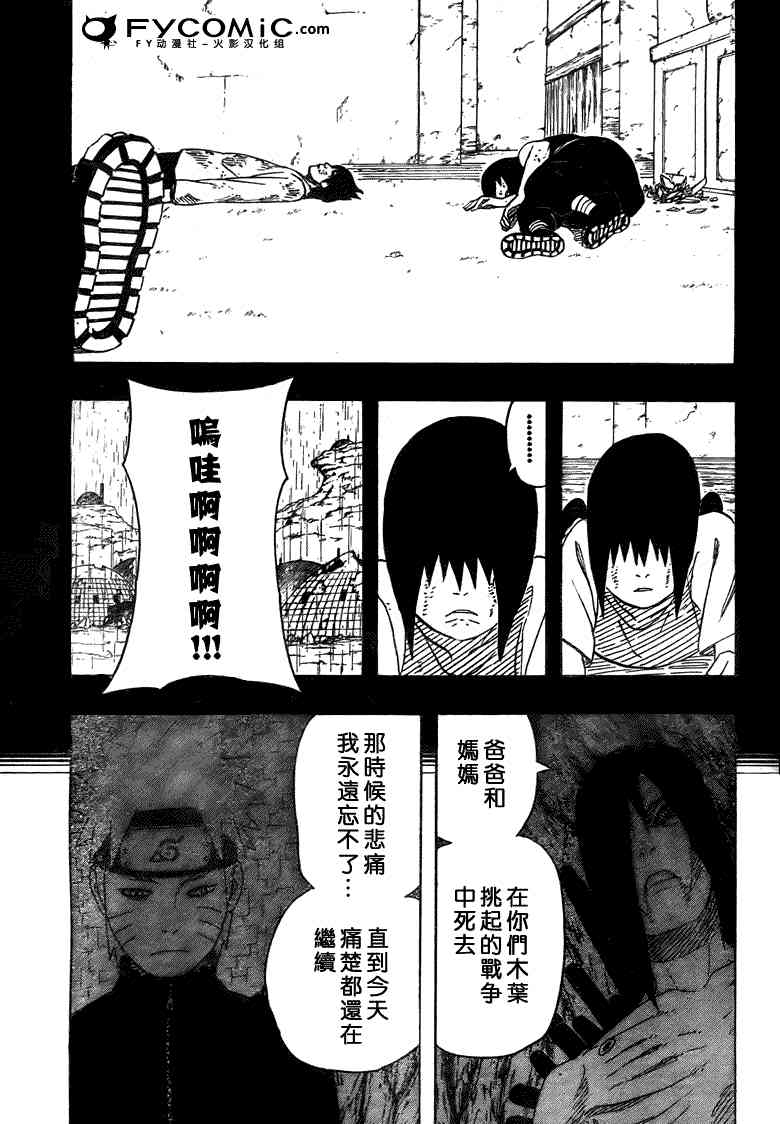 FYCOMIC.com
FY动漫社-火影汉化组
………
嗚哇啊啊啊啊!!!
爸爸和
媽媽
在你們木葉
挑起的戰争
中死去
那時候的悲痛
我永遠忘不了…
直到今天
痛楚都還在
繼續